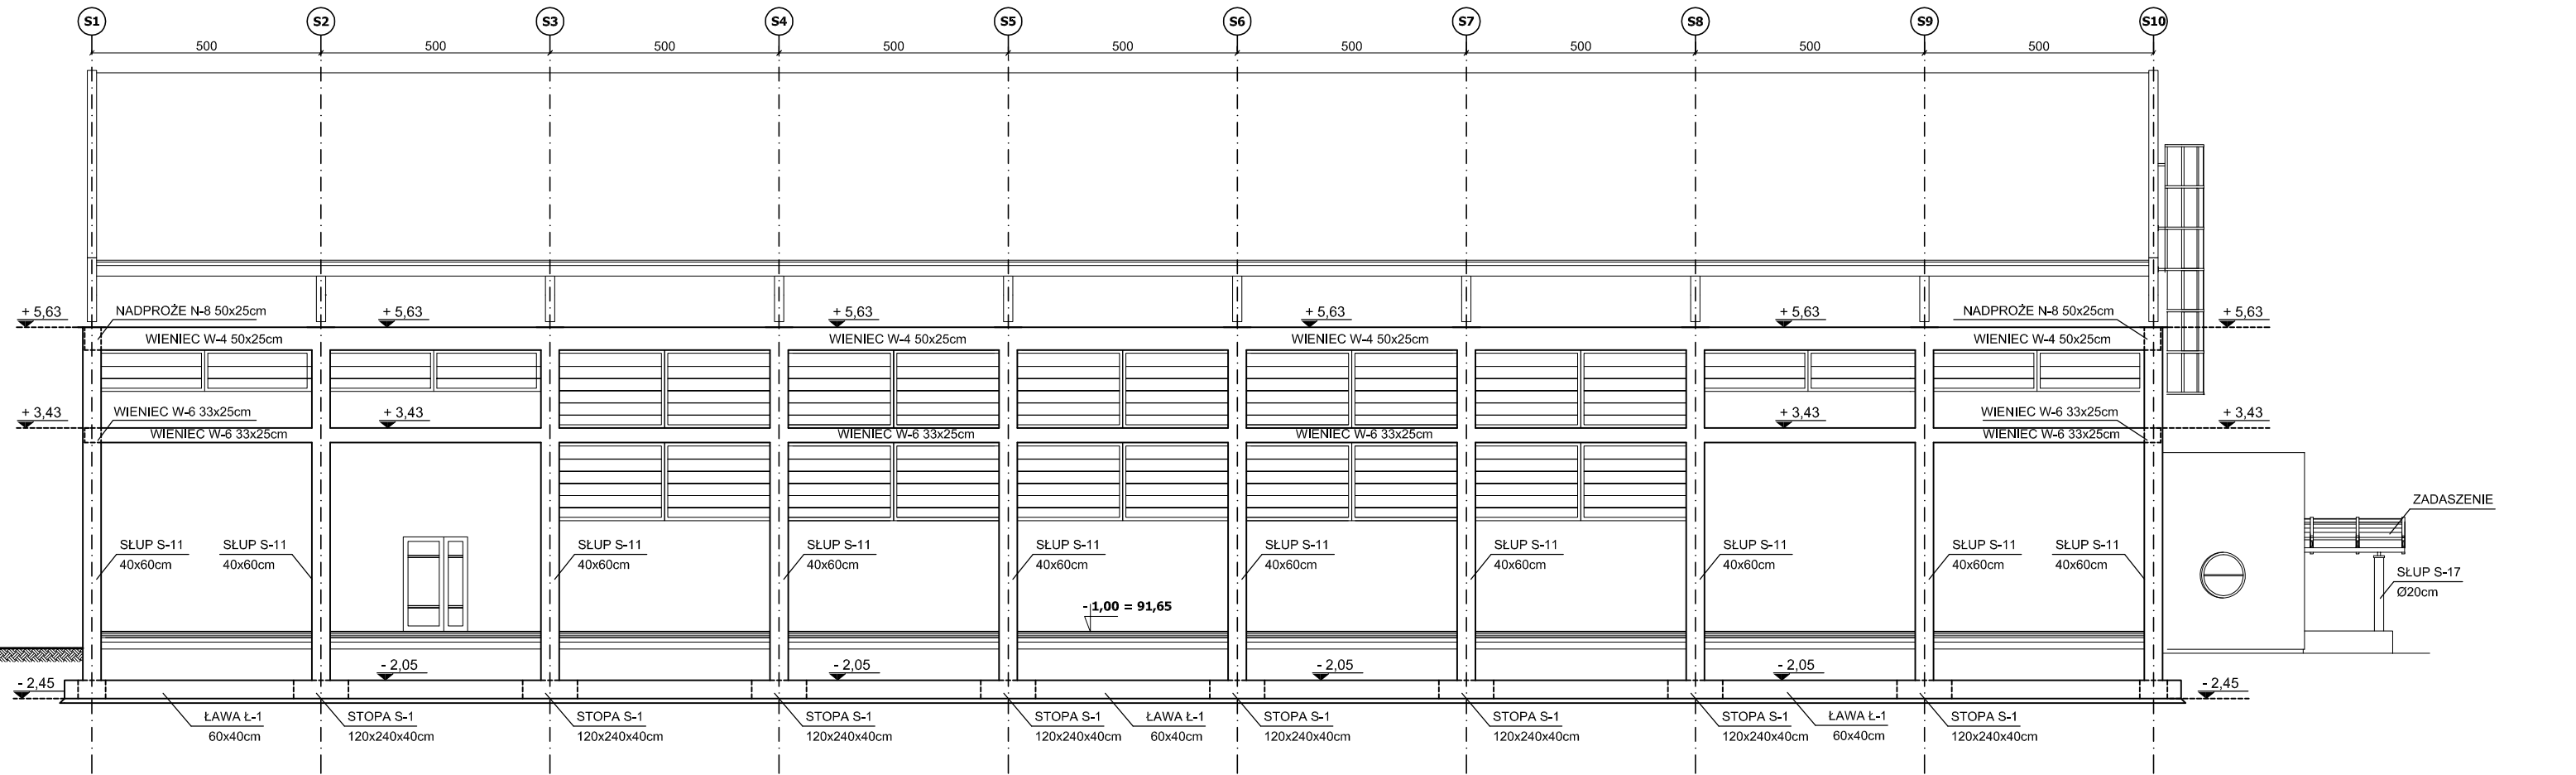 S1 S2 S3 S4 S5 S6 S7 S8 S9 S10
500 500 500 500 500 500 500 500 500
+ 5,63 NADPROŻE N-8 50x25cm + 5,63 + 5,63 + 5,63 + 5,63 NADPROŻE N-8 50x25cm + 5,63
WIENIEC W-4 50x25cm WIENIEC W-4 50x25cm WIENIEC W-4 50x25cm WIENIEC W-4 50x25cm
+ 3,43 WIENIEC W-6 33x25cm + 3,43 + 3,43 WIENIEC W-6 33x25cm + 3,43
WIENIEC W-6 33x25cm WIENIEC W-6 33x25cm WIENIEC W-6 33x25cm WIENIEC W-6 33x25cm
ZADASZENIE
SŁUP S-11 SŁUP S-11 SŁUP S-11 SŁUP S-11 SŁUP S-11 SŁUP S-11 SŁUP S-11 SŁUP S-11 SŁUP S-11 SŁUP S-11
40x60cm 40x60cm 40x60cm 40x60cm 40x60cm 40x60cm 40x60cm 40x60cm 40x60cm 40x60cm
SŁUP S-17
Ø20cm
- 1,00 = 91,65
- 2,05 - 2,05 - 2,05 - 2,05
- 2,45 - 2,45
ŁAWA Ł-1 STOPA S-1 STOPA S-1 STOPA S-1 STOPA S-1 ŁAWA Ł-1 STOPA S-1 STOPA S-1 STOPA S-1 ŁAWA Ł-1 STOPA S-1
60x40cm 120x240x40cm 120x240x40cm 120x240x40cm 120x240x40cm 60x40cm 120x240x40cm 120x240x40cm 120x240x40cm 60x40cm 120x240x40cm